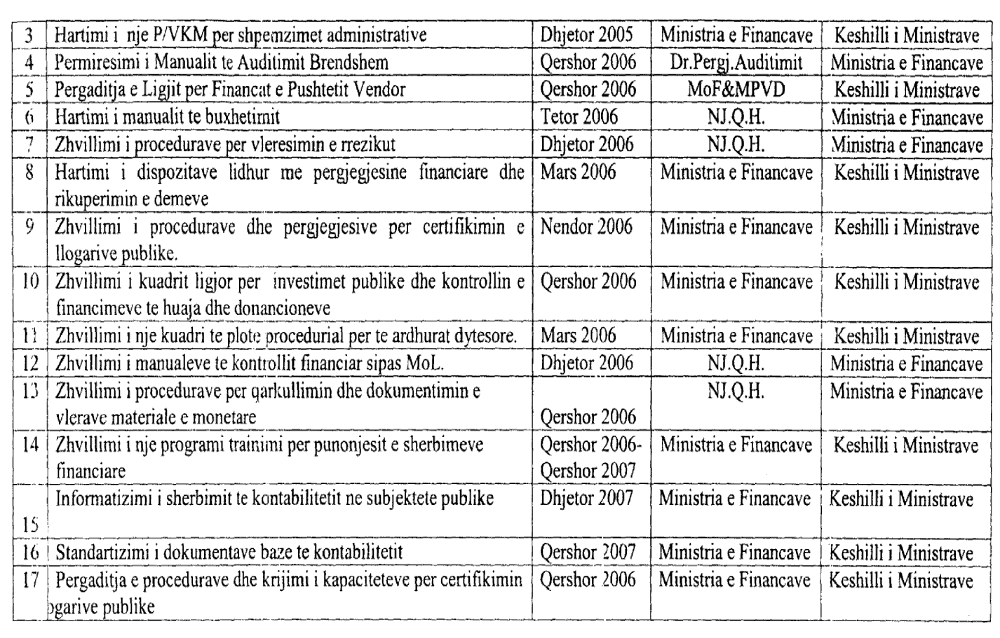 3 Hartimi i nje P/VKM per shpemzimet administrative Dhjetor 2005 Ministria e Financave Keshilli i Ministrave
4 Permiresimi i Manualit te Auditimit Brendshem Qershor 2006 Dr.Pergj.Auditimit Ministria e Financave
5 Pergaditja e Ligjit per Financat e Pushtetit Vendor Qershor 2006 MoF&MPVD Keshilli i Ministrave
6 Hartimi i manualit te buxhetimit Tetor 2006 NJ.Q.H. Ministria e Financave
7 Zhvillimi i procedurave per vleresimin e rrezikut Dhjetor 2006 NJ.Q.H. Ministria e Financave
8 Hartimi i dispozitave lidhur me pergjegjesine financiare dhe Mars 2006 Ministria e Financave Keshilli i Ministrave
rikuperimin e demeve
9 Zhvillimi i procedurave dhe pergjegjesive per certifikimin e Nendor 2006 Ministria e Financave Keshilli i Ministrave
llogarive publike.
10 Zhvillimi i kuadrit ligjor per investimet publike dhe kontrollin e Qershor 2006 Ministria e Financave Keshilli i Ministrave
financimeve te huaja dhe donancioneve
11 Zhvillimi i nje kuadri te plote procedurial per te ardhurat dytesore. Mars 2006 Ministria e Financave Keshilli i Ministrave
12 Zhvillimi i manualeve te kontrollit financiar sipas MoL. Dhjetor 2006 NJ.Q.H. Ministria e Financave
13 Zhvillimi i procedurave per qarkullimin dhe dokumentimin e NJ.Q.H. Ministria e Financave
vlerave materiale e monetare Qershor 2006
14 Zhvillimi i nje programi trainimi per punonjesit e sherbimeve Qershor 2006- Ministria e Financave Keshilli i Ministrave
financiare Qershor 2007
Informatizimi i sherbimit te kontabilitetit ne subjektete publike Dhjetor 2007 Ministria e Financave Keshilli i Ministrave
15
16 Standartizimi i dokumentave baze te kontabilitetit Qershor 2007 Ministria e Financave Keshilli i Ministrave
17 Pergaditja e procedurave dhe krijimi i kapaciteteve per certifikimin Qershor 2006 Ministria e Financave Keshilli i Ministrave
ogarive publike